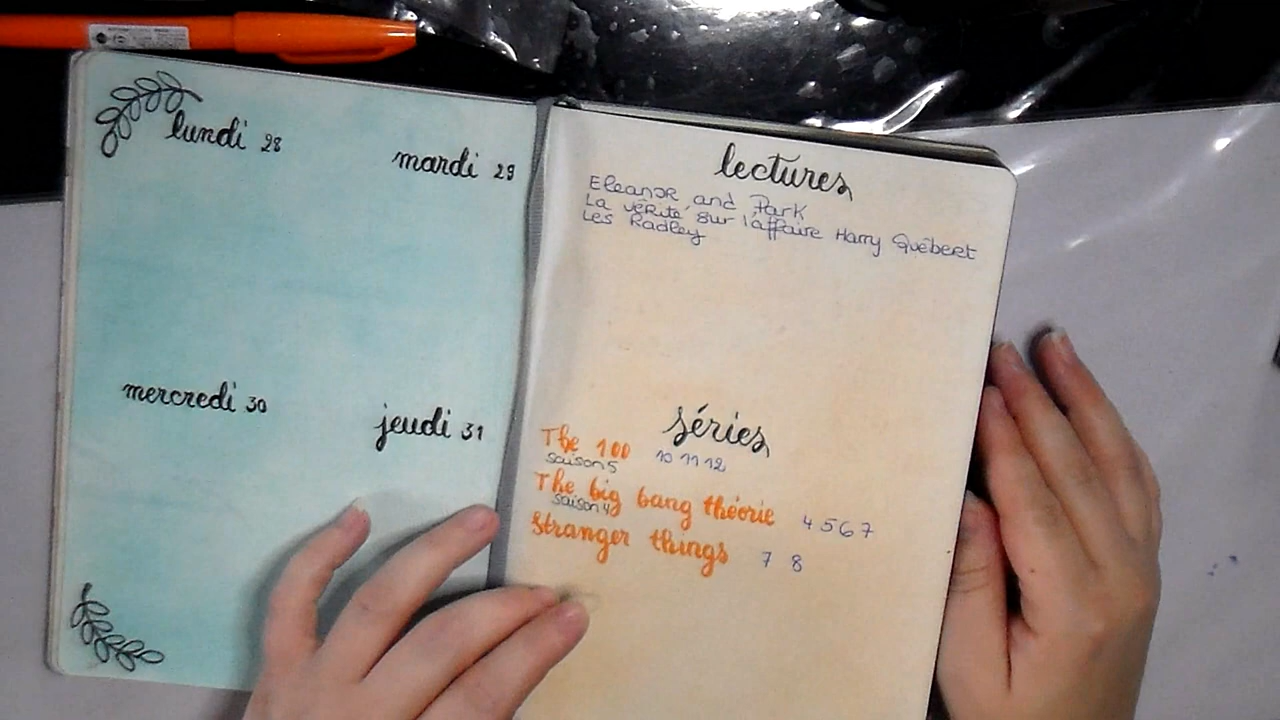 lundi 28
mardi 29
mercredi 30
jeudi 31
lectures
Eleanor and Park
La vérité sur l'affaire Harry Québert
Les Radley
séries
The 100
saison 5 10 11 12
The big bang théorie 4 5 6 7
saison 4
Stranger things 7 8